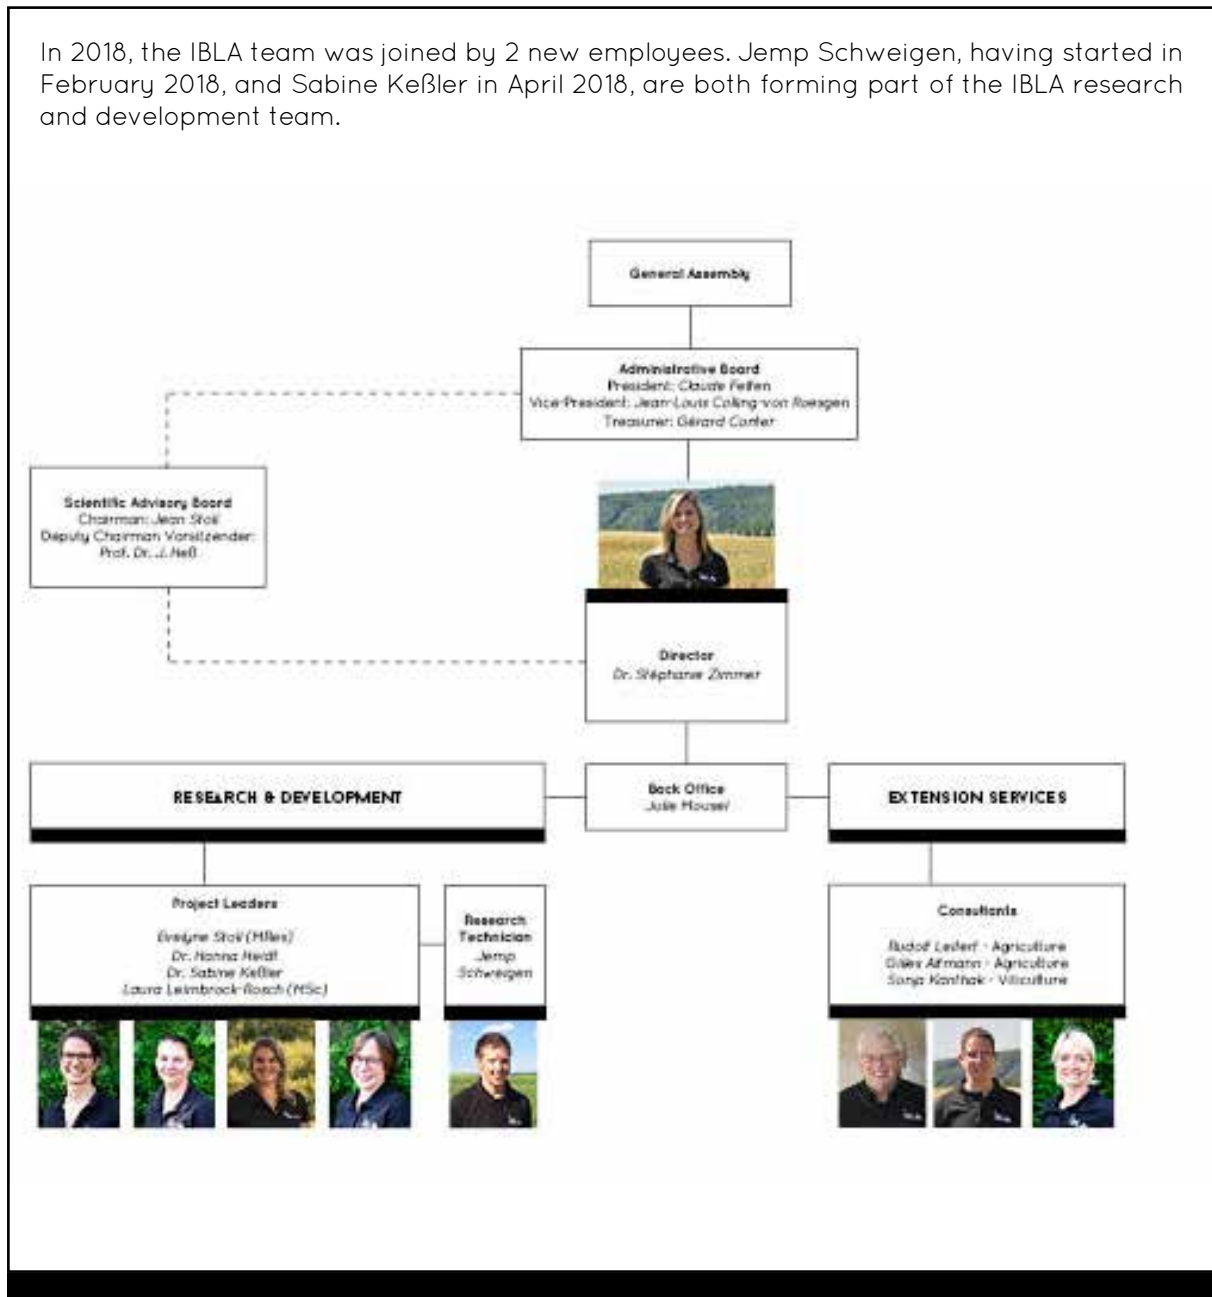 In 2018, the IBLA team was joined by 2 new employees. Jemp Schweigen, having started in
February 2018, and Sabine Keßler in April 2018, are both forming part of the IBLA research
and development team.
General Assembly
Administrative Board
President: Claude Felten
Vice-President: Jean-Louis Colling-von Roesgen
Treasurer: Gérard Conter
Scientific Advisory Board
Chairman: Jean Stoll
Deputy Chairman Vorsitzender:
Prof. Dr. J. Heß
Director
Dr. Stéphanie Zimmer
RESEARCH & DEVELOPMENT
Back Office
Julie Mousel
EXTENSION SERVICES
Project Leaders
Evelyne Stoll
Dr. Hanna Heidt
Dr. Sabine Keßler
Laura Leimbrock-Rosch (MSc)
Research
Technician
Jemp
Schweigen
Consultants
Rudolf Leifert - Agriculture
Gilles Altmann - Agriculture
Sonja Kanthak - Viticulture